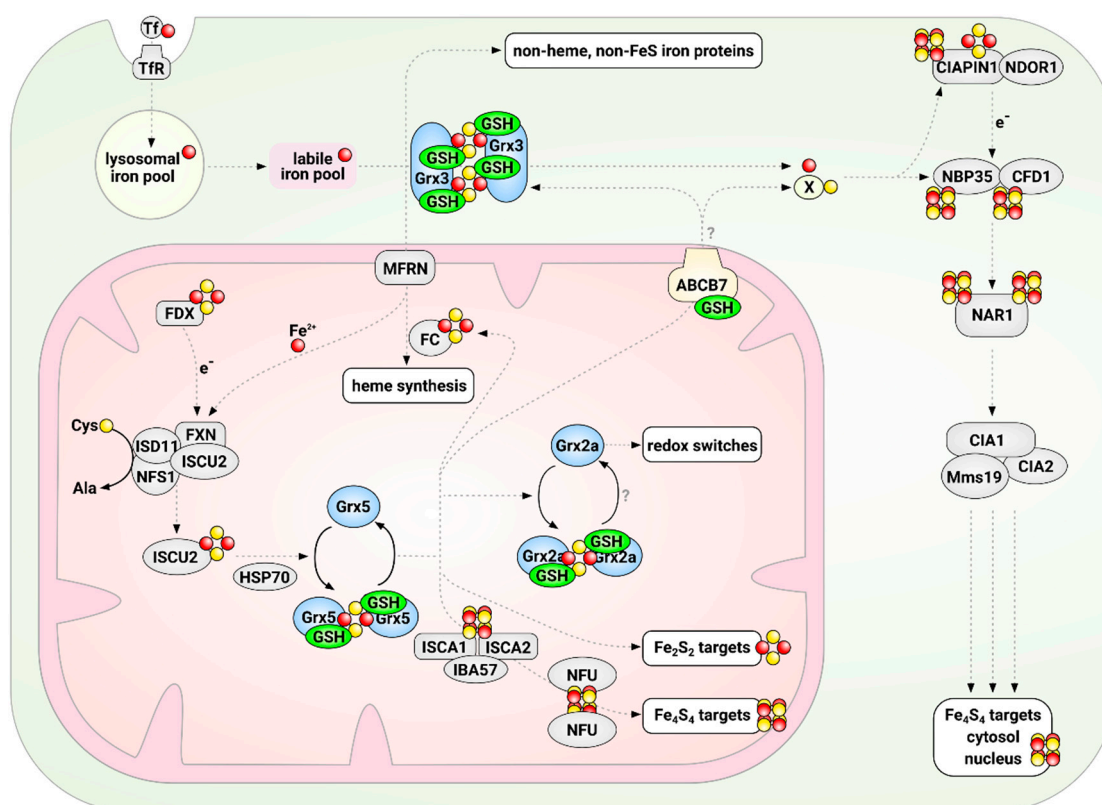 Tf
TfR
lysosomal
iron pool
labile
iron pool
GSH
Grx3
GSH
GSH
Grx3
GSH
non-heme, non-FeS iron proteins
X
?
CIAPIN1
NDOR1
e⁻
NBP35
CFD1
NAR1
CIA1
CIA2
Mms19
Fe₄S₄ targets
cytosol
nucleus
MFRN
ABCB7
GSH
FDX
Fe²⁺
FC
e⁻
heme synthesis
Cys
FXN
ISD11
ISCU2
NFS1
Ala
Grx2a
redox switches
?
GSH
Grx2a
Grx2a
GSH
Grx5
ISCU2
HSP70
GSH
Grx5
Grx5
GSH
ISCA1
ISCA2
IBA57
Fe₂S₂ targets
NFU
Fe₄S₄ targets
NFU